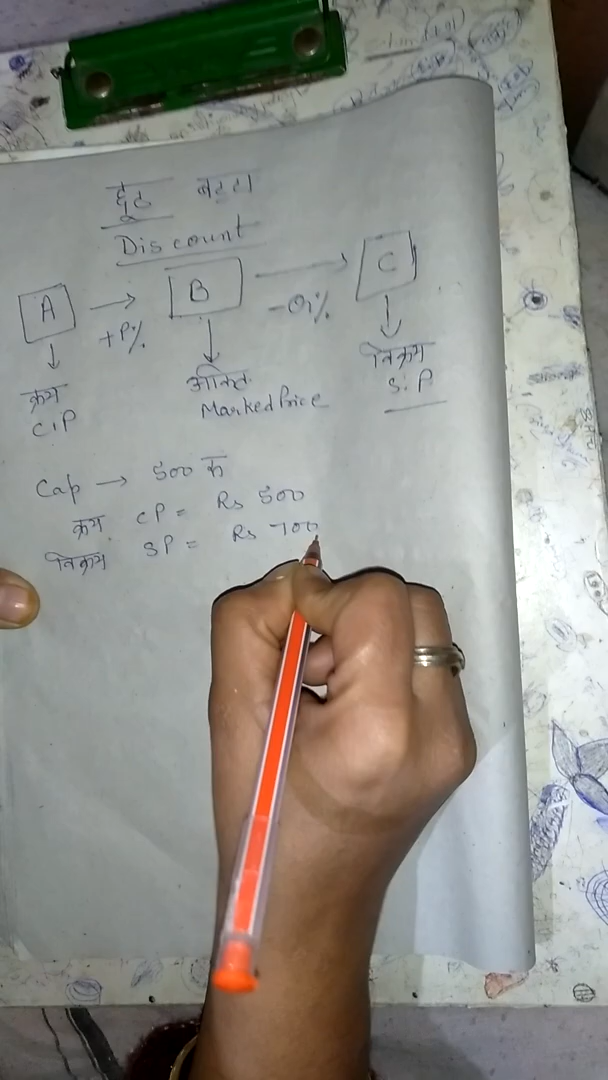 छूट बट्टा
Discount
A → B → C
+P% -D%
क्रय अंकित विक्रय
C.P Marked Price S.P
Cap → 500 रू
क्रय CP = Rs 500
विक्रय SP = Rs 700